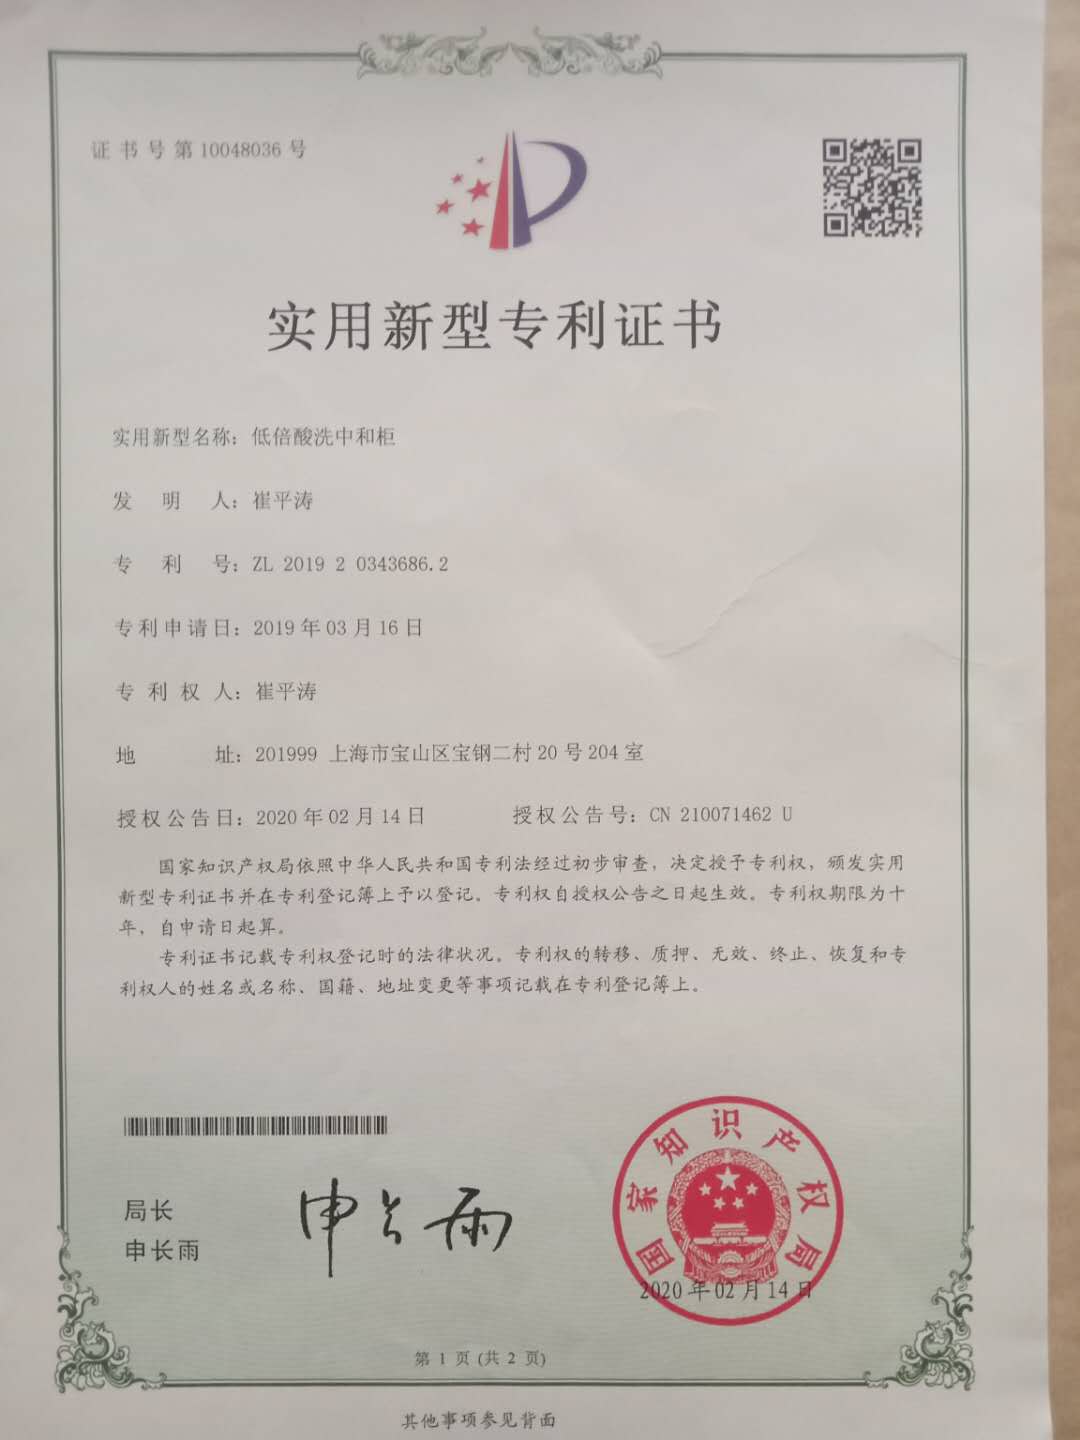 证书号第10048036号
实用新型专利证书
实用新型名称：低倍酸洗中和柜
发明人：崔平涛
专利号：ZL 2019 2 0343686.2
专利申请日：2019年03月16日
专利权人：崔平涛
地址：201999 上海市宝山区宝钢二村20号204室
授权公告日：2020年02月14日 授权公告号：CN 210071462 U
国家知识产权局依照中华人民共和国专利法经过初步审查，决定授予专利权，颁发实用
新型专利证书并在专利登记簿上予以登记。专利权自授权公告之日起生效。专利权期限为十
年，自申请日起算。
专利证书记载专利权登记时的法律状况。专利权的转移、质押、无效、终止、恢复和专
利权人的姓名或名称、国籍、地址变更等事项记载在专利登记簿上。
局长
申长雨
申长雨
国家知识产权局
2020年02月14日
第 1 页 (共 2 页)
其他事项参见背面